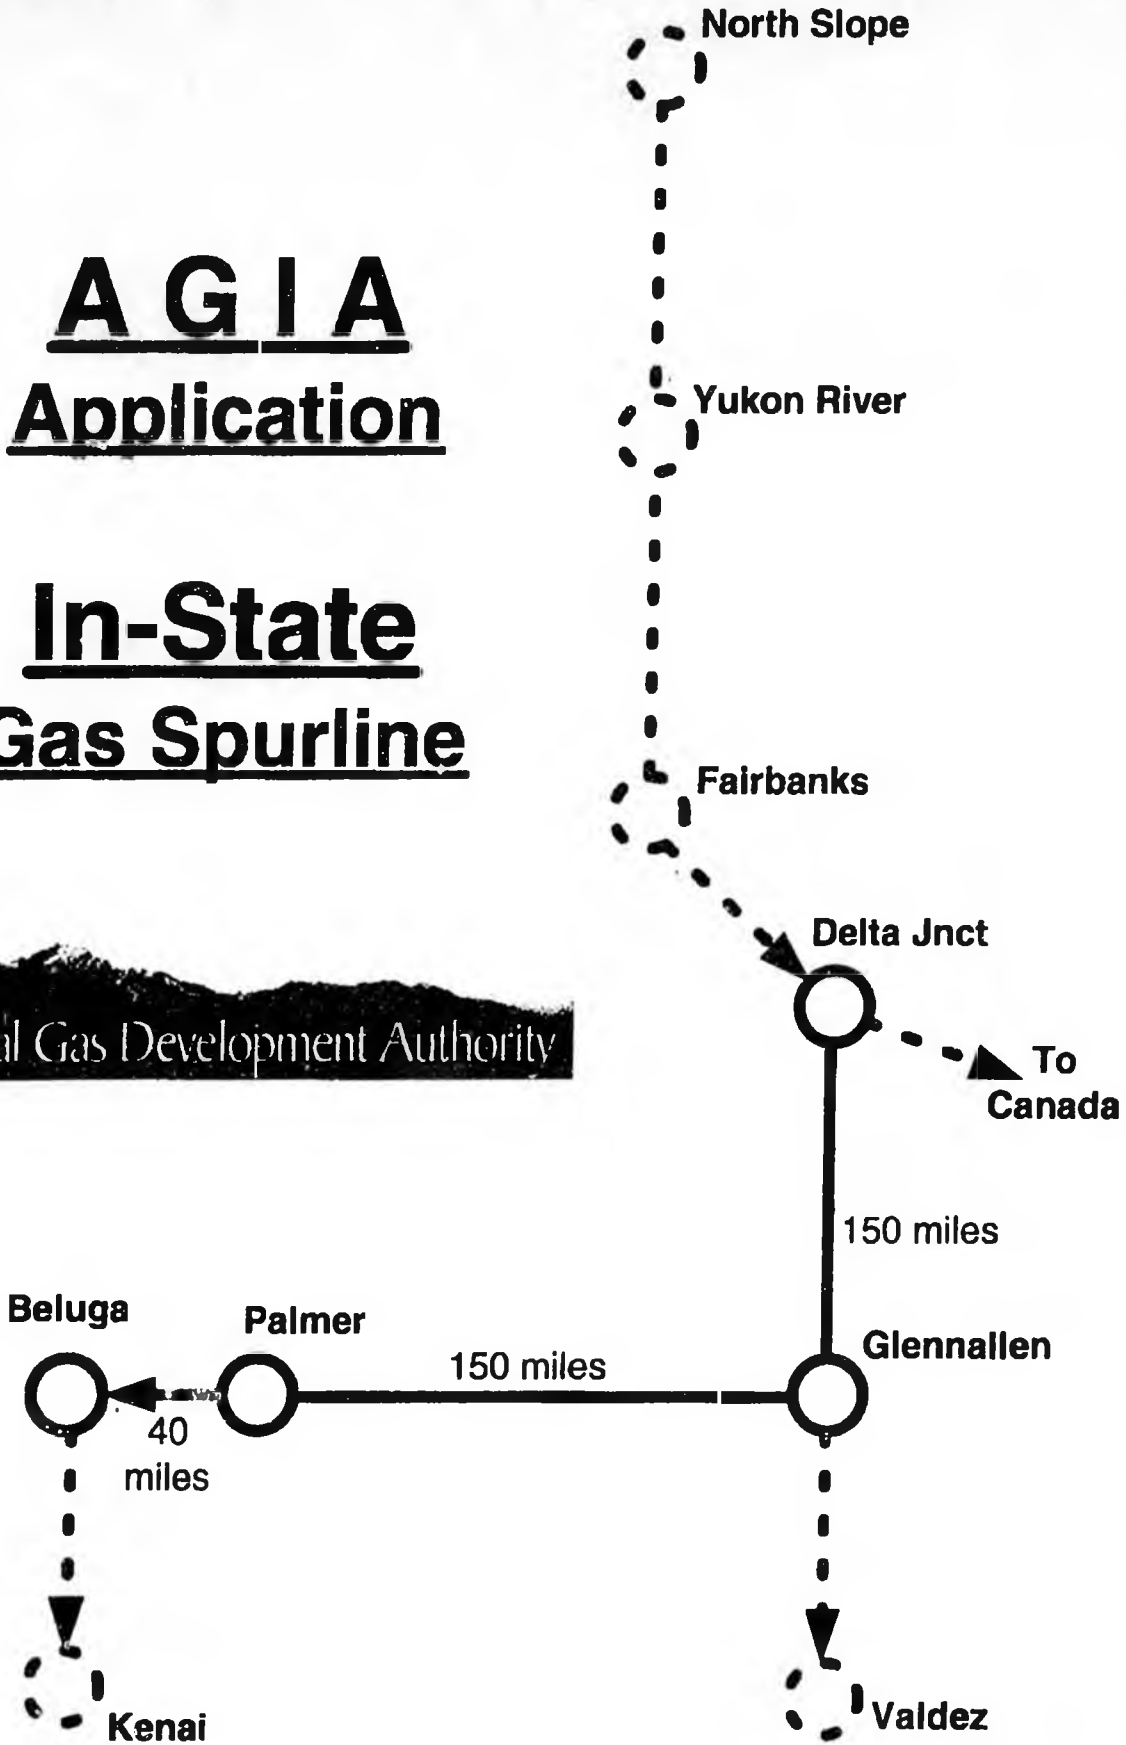 North Slope
A G I A
Application
Yukon River
In-State
Gas Spurline
Fairbanks
Delta Jnct
Gas Development Authority
To
Canada
150 miles
Beluga
Palmer
Glennallen
150 miles
40
miles
Kenai
Valdez